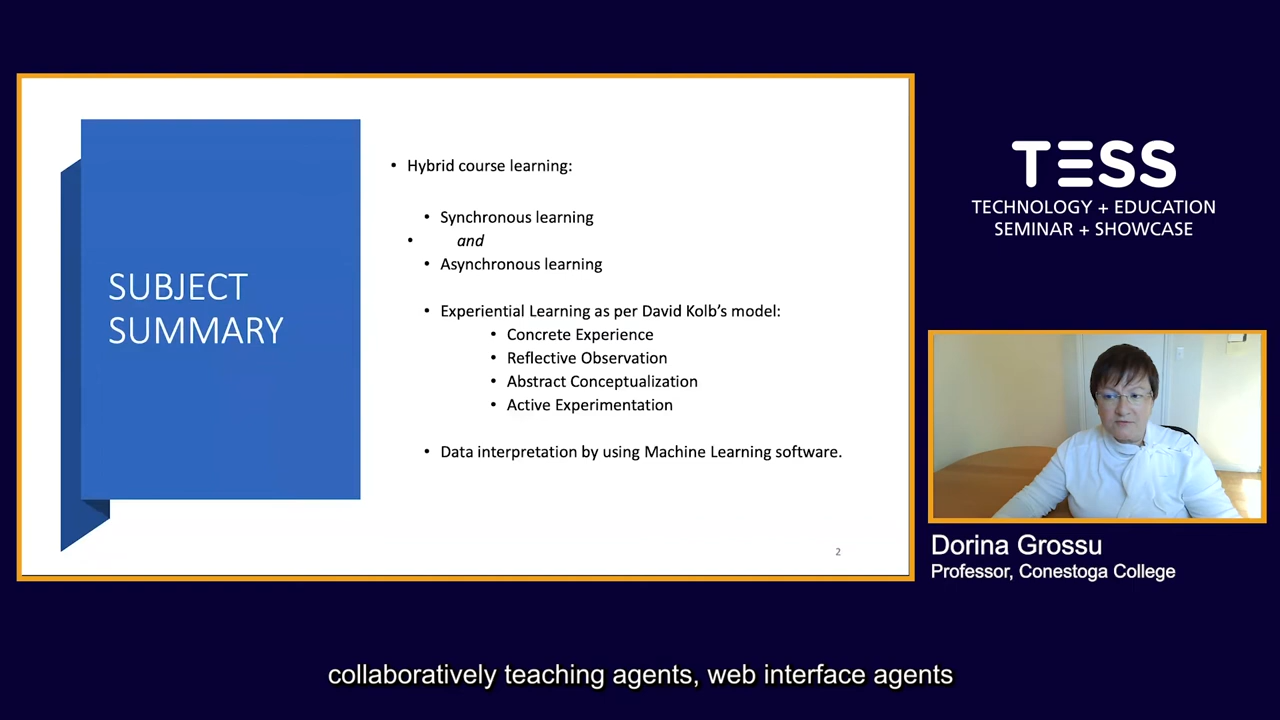 SUBJECT
SUMMARY
• Hybrid course learning:
• Synchronous learning
• and
• Asynchronous learning
• Experiential Learning as per David Kolb’s model:
• Concrete Experience
• Reflective Observation
• Abstract Conceptualization
• Active Experimentation
• Data interpretation by using Machine Learning software.
2
TESS
TECHNOLOGY + EDUCATION
SEMINAR + SHOWCASE
Dorina Grossu
Professor, Conestoga College
collaboratively teaching agents, web interface agents